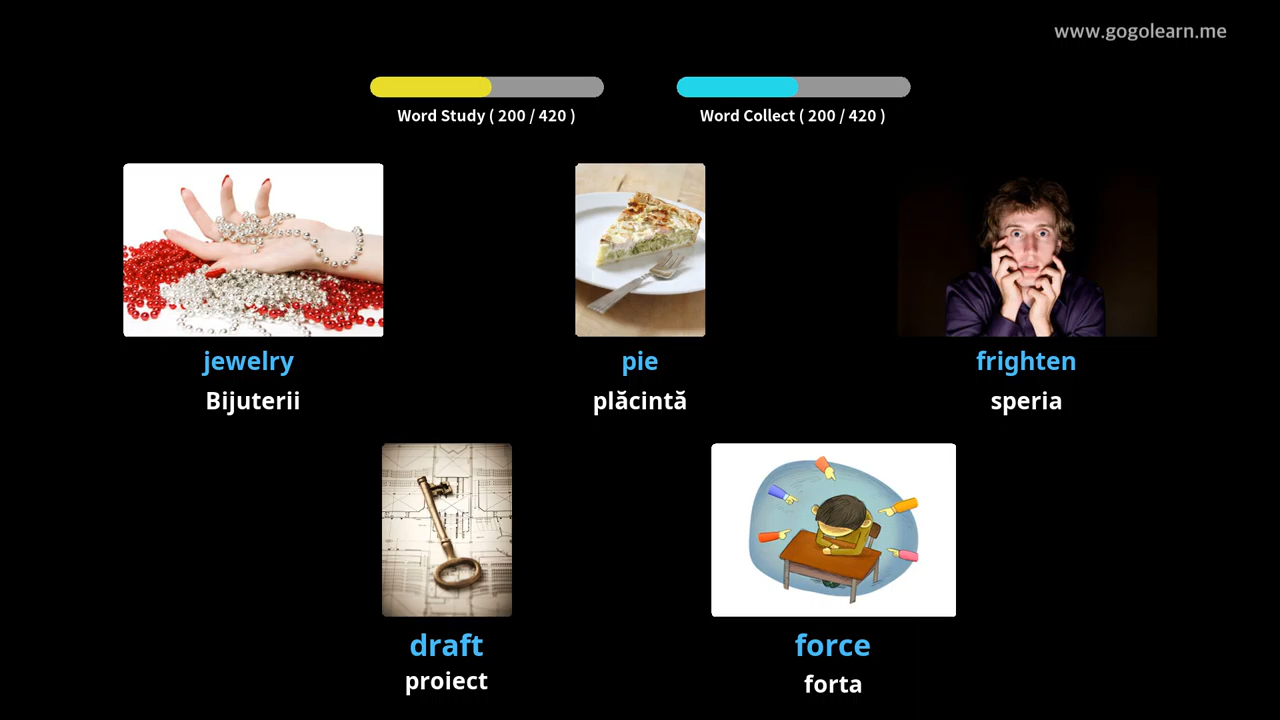 www.gogolearn.me
Word Study ( 200 / 420 )
Word Collect ( 200 / 420 )
jewelry
Bijuterii
pie
plăcintă
frighten
speria
draft
proiect
force
forta